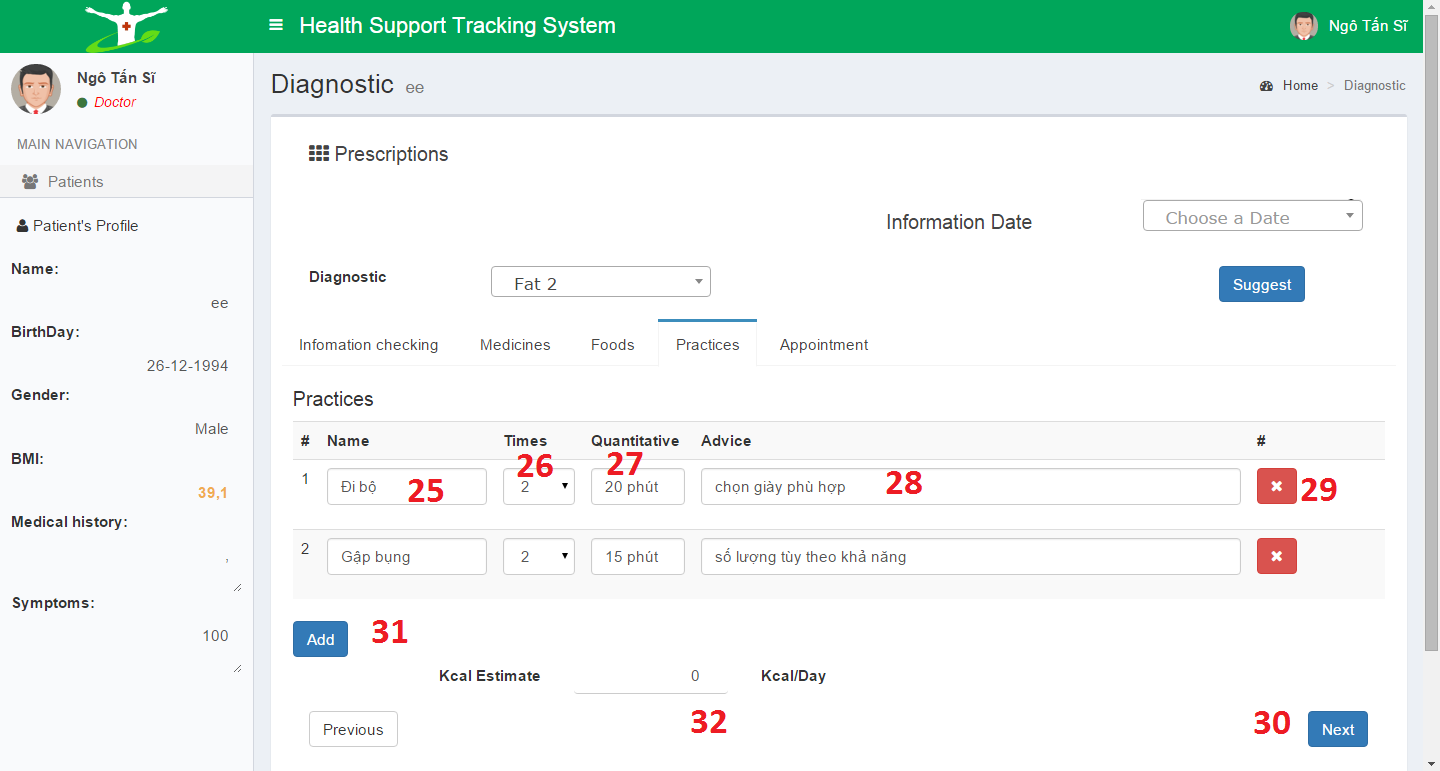 Health Support Tracking System
Ngô Tấn Sĩ
Ngô Tấn Sĩ
Doctor
MAIN NAVIGATION
Patients
Patient's Profile
Name:
ee
BirthDay:
26-12-1994
Gender:
Male
BMI:
39,1
Medical history:
,
Symptoms:
100
Diagnostic ee
Home > Diagnostic
Prescriptions
Information Date Choose a Date
Diagnostic Fat 2 Suggest
Infomation checking Medicines Foods Practices Appointment
Practices
# Name Times Quantitative Advice #
26 27
1 Đi bộ 25 2 20 phút chọn giày phù hợp 28 29
2 Gập bụng 2 15 phút số lượng tùy theo khả năng
Add 31
Kcal Estimate 0 Kcal/Day
32
Previous 30 Next